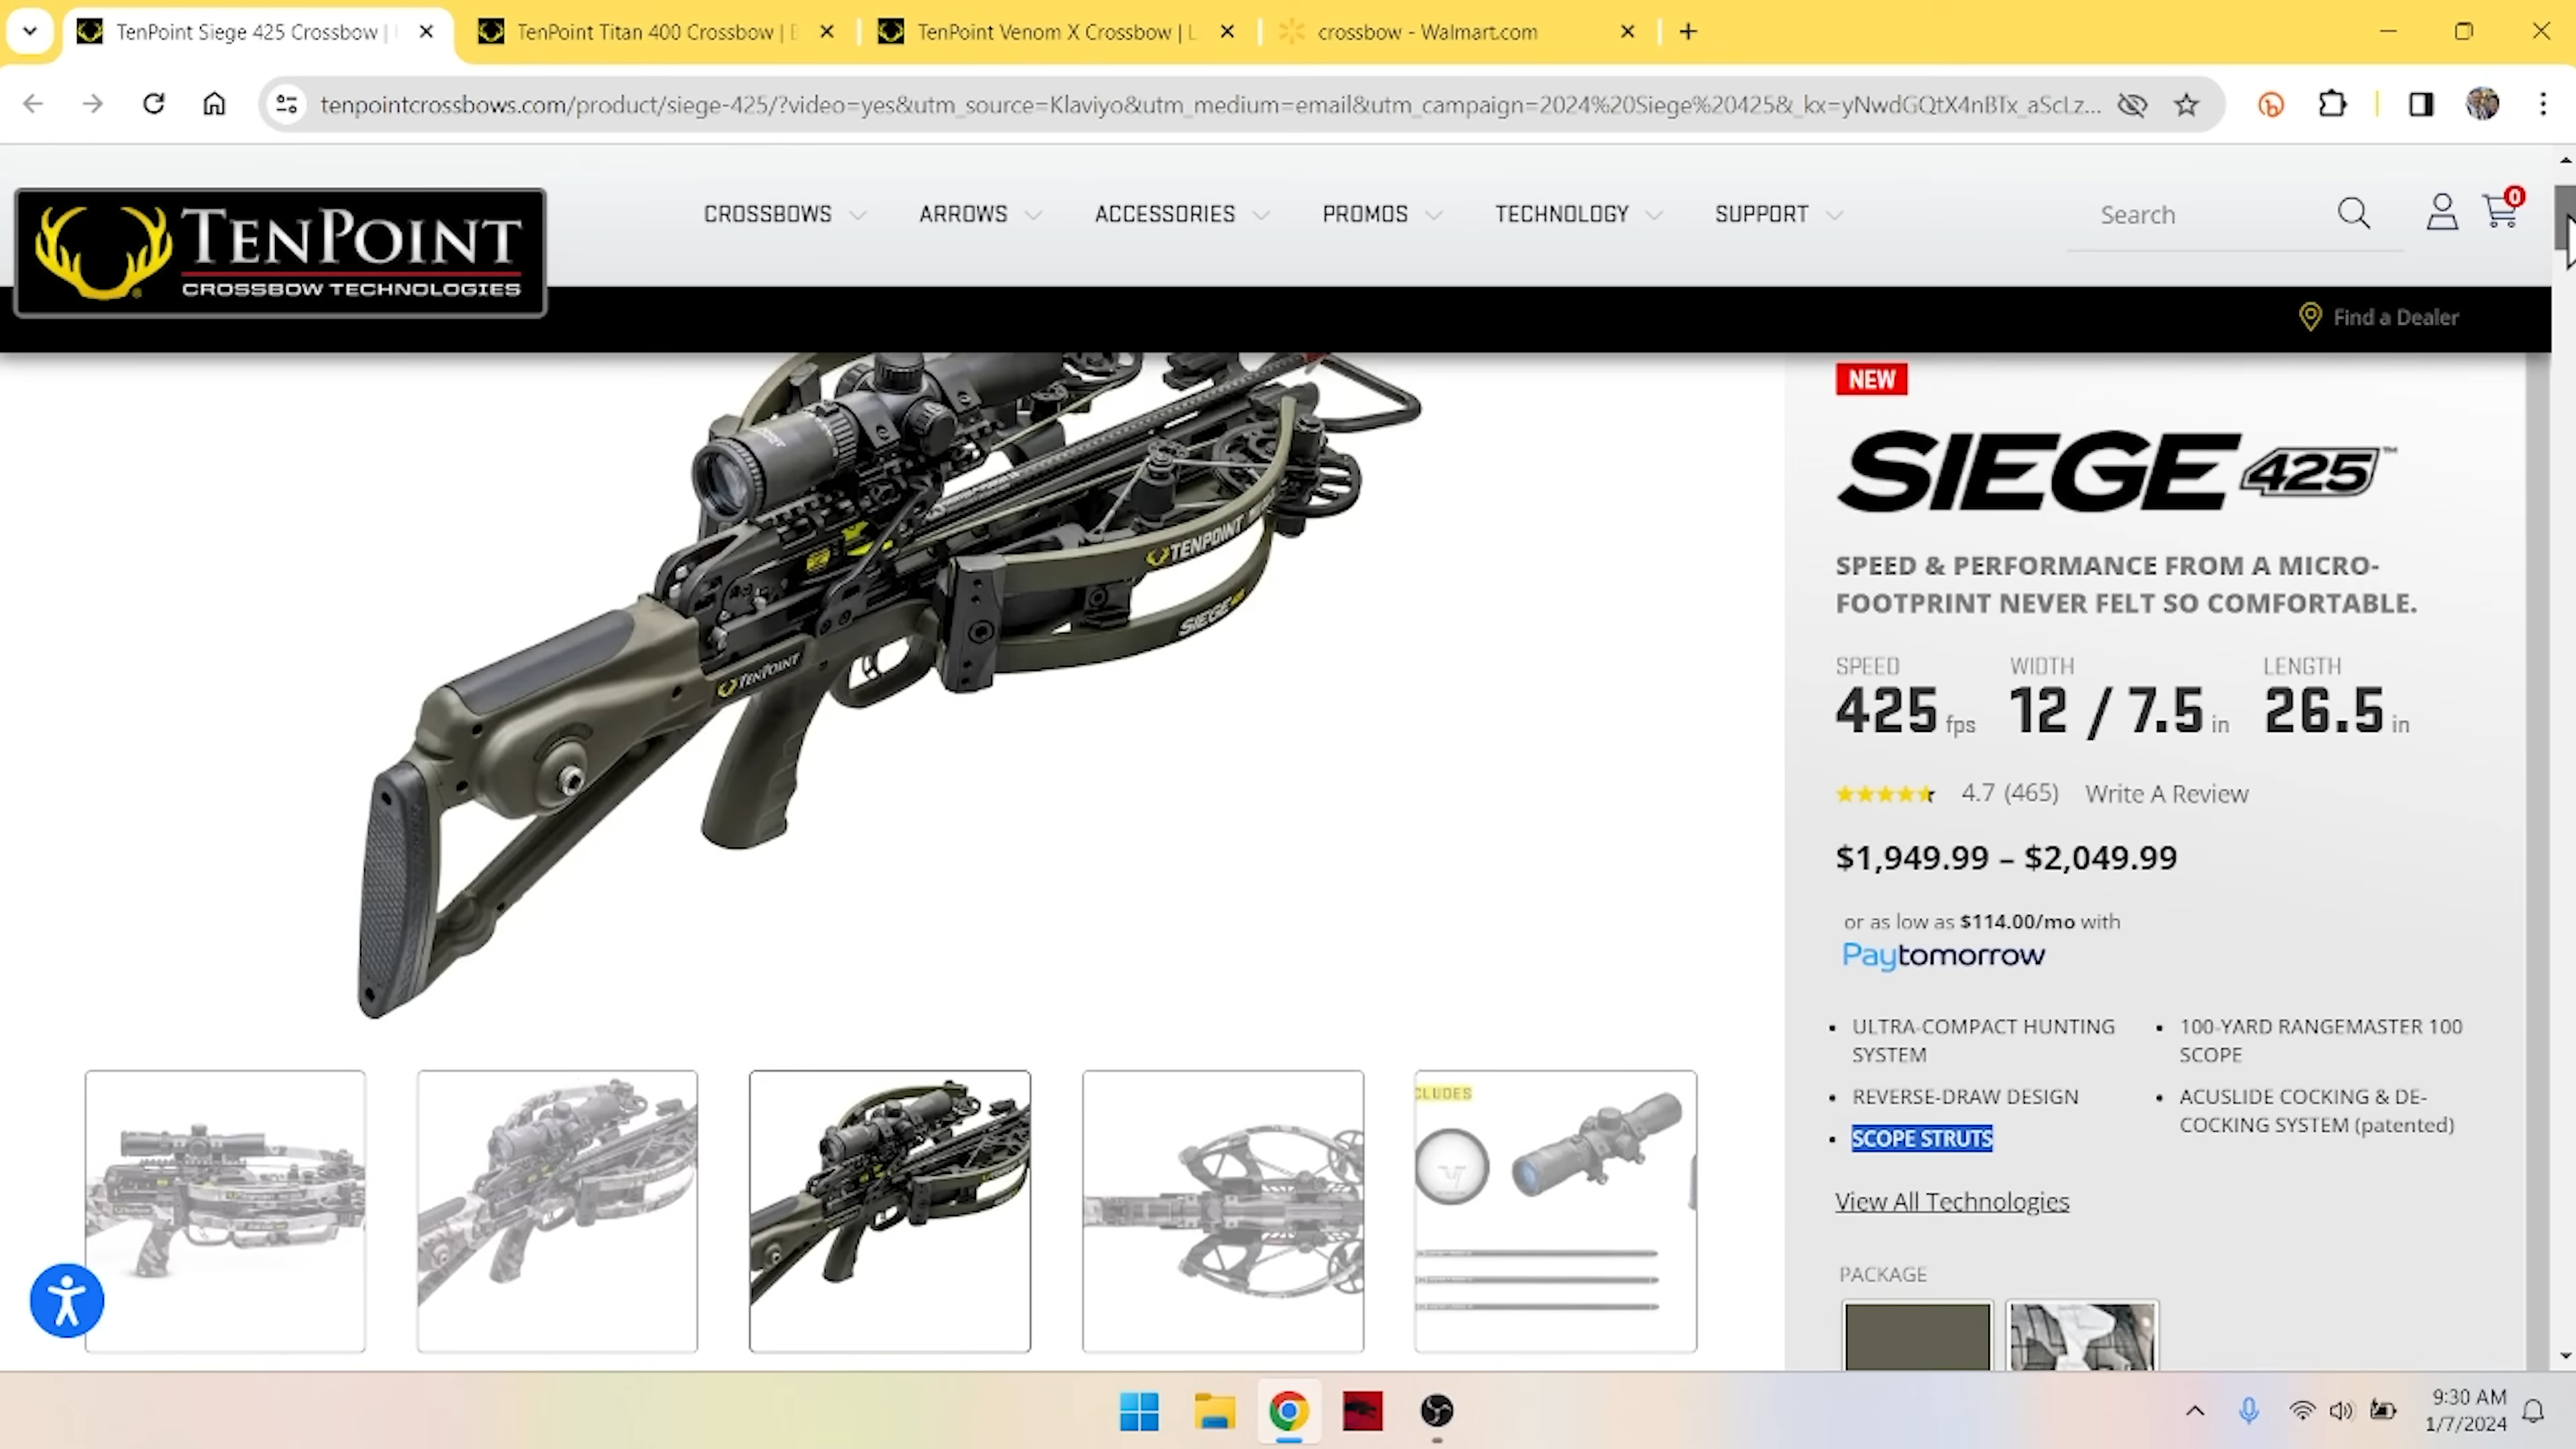 TenPoint Siege 425 Crossbow |
TenPoint Titan 400 Crossbow | E
TenPoint Venom X Crossbow | L
crossbow - Walmart.com
tenpointcrossbows.com/product/siege-425/?video=yes&utm_source=Klaviyo&utm_medium=email&utm_campaign=2024%20Siege%20425&_kx=yNwdGQtX4nBTx_aScLz...
TENPOINT
CROSSBOW TECHNOLOGIES
CROSSBOWS
ARROWS
ACCESSORIES
PROMOS
TECHNOLOGY
SUPPORT
Search
0
Find a Dealer
TENPOINT
SIEGE
TENPOINT
NEW
SIEGE 425™
SPEED & PERFORMANCE FROM A MICRO-
FOOTPRINT NEVER FELT SO COMFORTABLE.
SPEED WIDTH LENGTH
425 fps 12 / 7.5 in 26.5 in
4.7 (465) Write A Review
$1,949.99 – $2,049.99
or as low as $114.00/mo with
Paytomorrow
• ULTRA-COMPACT HUNTING
SYSTEM
• REVERSE-DRAW DESIGN
• SCOPE STRUTS
• 100-YARD RANGEMASTER 100
SCOPE
• ACUSLIDE COCKING & DE-
COCKING SYSTEM (patented)
View All Technologies
PACKAGE
CLUDES
9:30 AM
1/7/2024